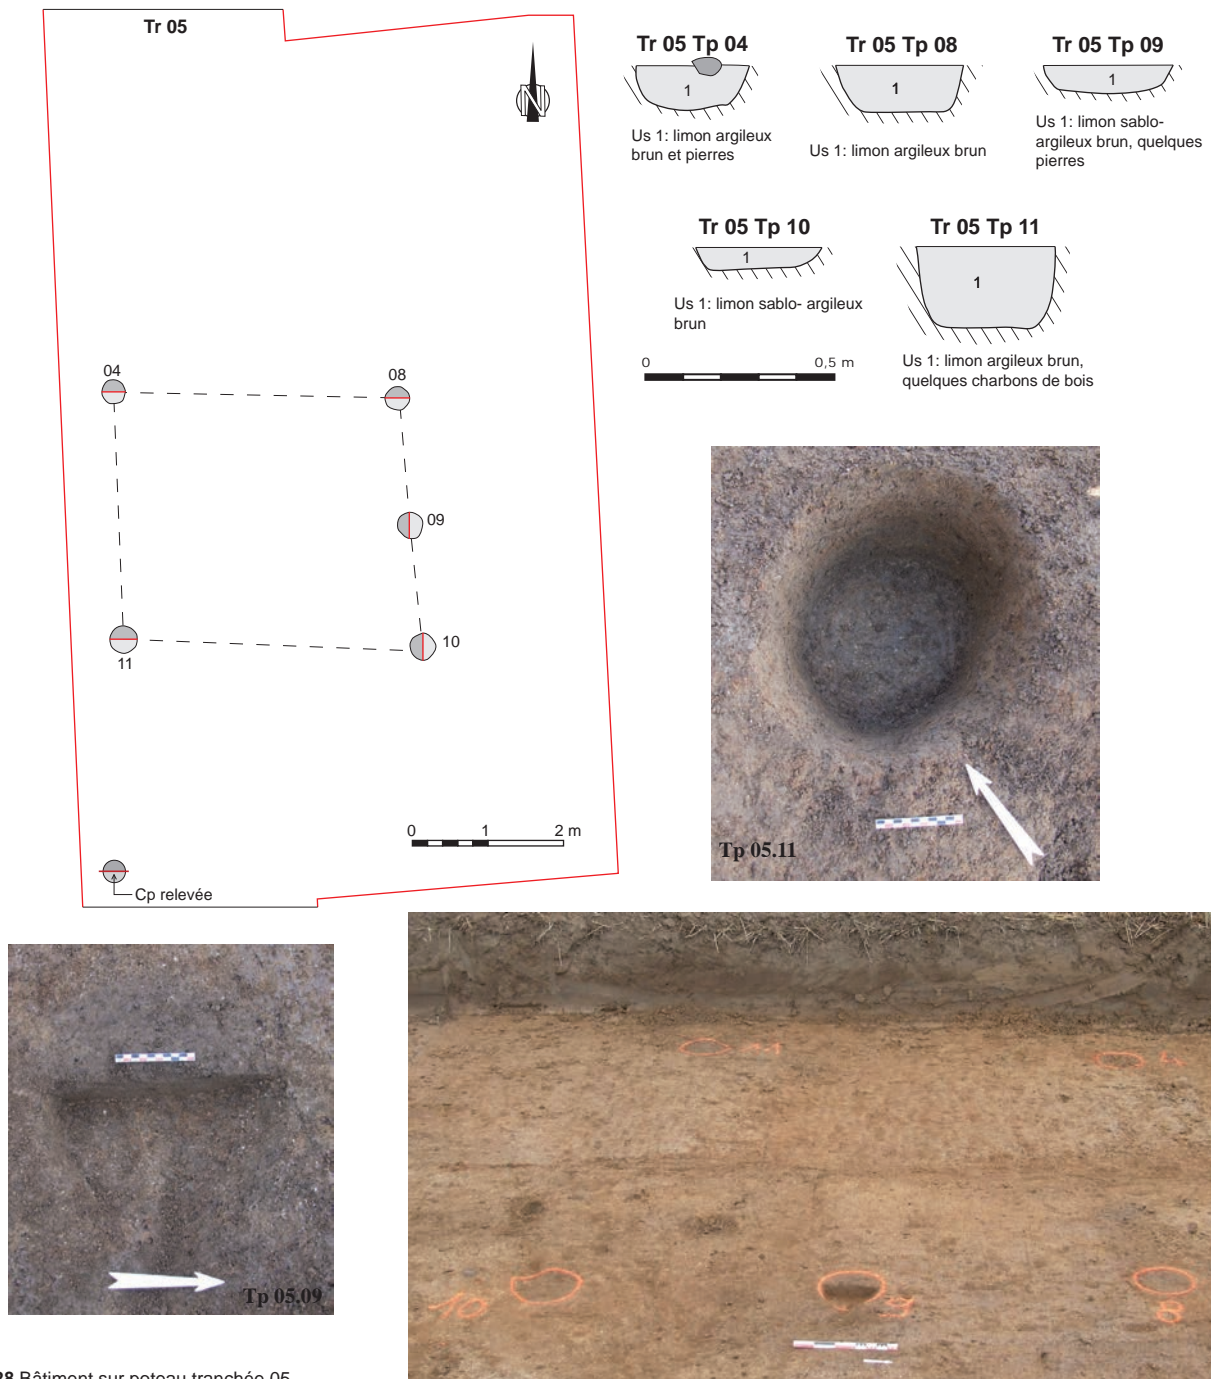 Tr 05
N
Tr 05 Tp 04
1
Us 1: limon argileux
brun et pierres
Tr 05 Tp 08
1
Us 1: limon argileux brun
Tr 05 Tp 09
1
Us 1: limon sablo-
argileux brun, quelques
pierres
Tr 05 Tp 10
1
Us 1: limon sablo- argileux
brun
Tr 05 Tp 11
1
Us 1: limon argileux brun,
quelques charbons de bois
0 0,5 m
04
08
09
10
11
0 1 2 m
Cp relevée
Tp 05.11
Tp 05.09
11
4
10
9
8
28 Bâtiment sur poteau tranchée 05